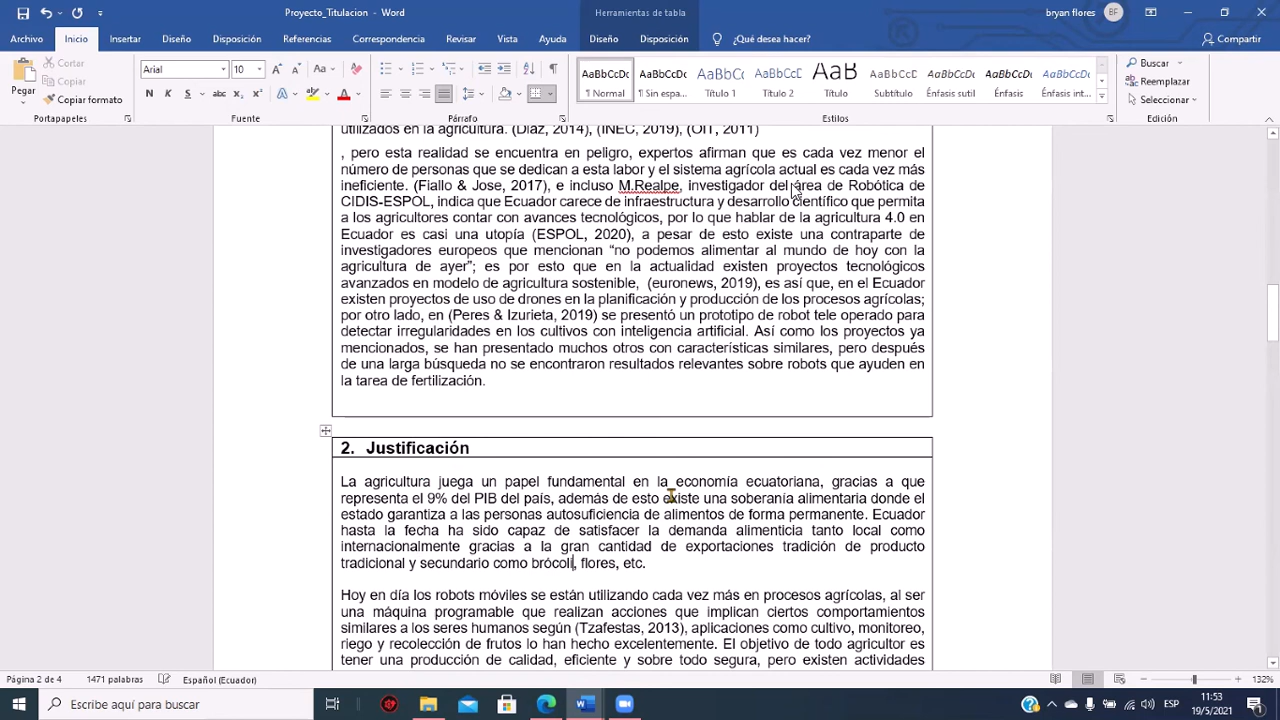 Proyecto_Titulacion - Word
Herramientas de tabla
bryan flores
BF
Archivo Inicio Insertar Diseño Disposición Referencias Correspondencia Revisar Vista Ayuda Diseño Disposición ¿Qué desea hacer? Compartir
Pegar
Cortar
Copiar
Copiar formato
Portapapeles
Arial 10
Aa
N K S abc x₂ x² A A
Fuente
Párrafo
AaBbCcDc AaBbCcDc AaBbCc AaBbCcD AaB AaBbCcD AaBbCcDc AaBbCcDc AaBbCcDc
¶ Normal ¶ Sin espa... Título 1 Título 2 Título Subtítulo Énfasis sutil Énfasis Énfasis int...
Estilos
Buscar
Reemplazar
Seleccionar
Edición
utilizados en la agricultura. (Diaz, 2014), (INEC, 2019), (OIT, 2011)
, pero esta realidad se encuentra en peligro, expertos afirman que es cada vez menor el
número de personas que se dedican a esta labor y el sistema agrícola actual es cada vez más
ineficiente. (Fiallo & Jose, 2017), e incluso M.Realpe, investigador del área de Robótica de
CIDIS-ESPOL, indica que Ecuador carece de infraestructura y desarrollo científico que permita
a los agricultores contar con avances tecnológicos, por lo que hablar de la agricultura 4.0 en
Ecuador es casi una utopía (ESPOL, 2020), a pesar de esto existe una contraparte de
investigadores europeos que mencionan “no podemos alimentar al mundo de hoy con la
agricultura de ayer”; es por esto que en la actualidad existen proyectos tecnológicos
avanzados en modelo de agricultura sostenible, (euronews, 2019), es así que, en el Ecuador
existen proyectos de uso de drones en la planificación y producción de los procesos agrícolas;
por otro lado, en (Peres & Izurieta, 2019) se presentó un prototipo de robot tele operado para
detectar irregularidades en los cultivos con inteligencia artificial. Así como los proyectos ya
mencionados, se han presentado muchos otros con características similares, pero después
de una larga búsqueda no se encontraron resultados relevantes sobre robots que ayuden en
la tarea de fertilización.
2. Justificación
La agricultura juega un papel fundamental en la economía ecuatoriana, gracias a que
representa el 9% del PIB del país, además de esto existe una soberanía alimentaria donde el
estado garantiza a las personas autosuficiencia de alimentos de forma permanente. Ecuador
hasta la fecha ha sido capaz de satisfacer la demanda alimenticia tanto local como
internacionalmente gracias a la gran cantidad de exportaciones tradición de producto
tradicional y secundario como brócoli, flores, etc.
Hoy en día los robots móviles se están utilizando cada vez más en procesos agrícolas, al ser
una máquina programable que realizan acciones que implican ciertos comportamientos
similares a los seres humanos según (Tzafestas, 2013), aplicaciones como cultivo, monitoreo,
riego y recolección de frutos lo han hecho excelentemente. El objetivo de todo agricultor es
tener una producción de calidad, eficiente y sobre todo segura, pero existen actividades
Página 2 de 4 1471 palabras Español (Ecuador) 132%
Escribe aquí para buscar
ESP
11:53
19/5/2021